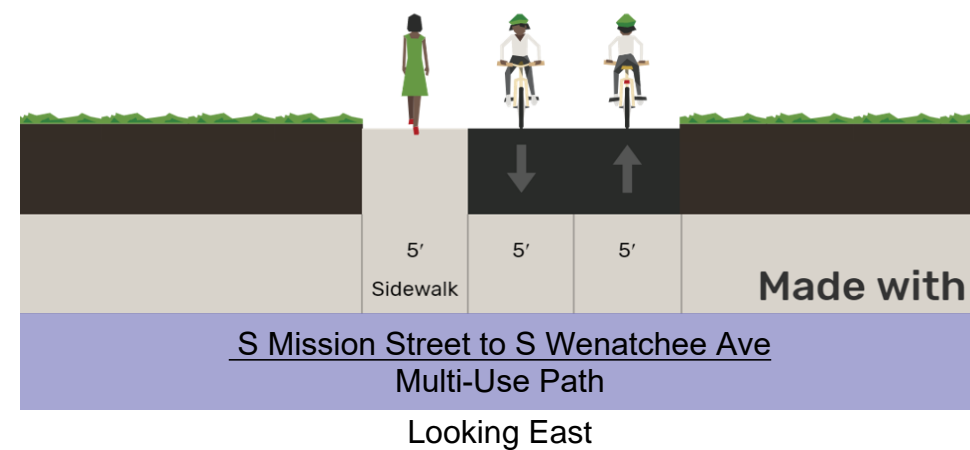 5′ 5′ 5′
Sidewalk
Made with
S Mission Street to S Wenatchee Ave
Multi-Use Path
Looking East